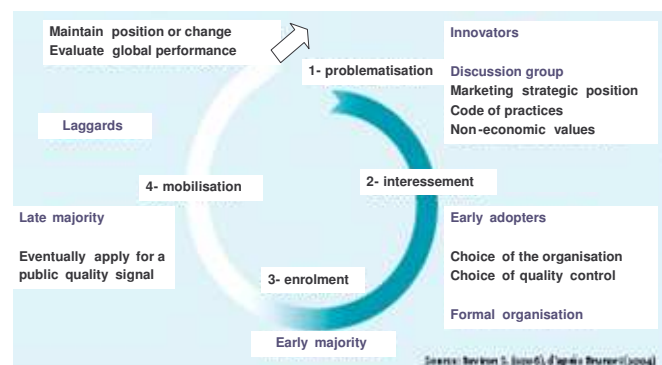 Maintain position or change
Evaluate global performance
1- problematisation
Innovators
Discussion group
Marketing strategic position
Code of practices
Non-economic values
Laggards
2- interessement
4- mobilisation
Late majority
Eventually apply for a
public quality signal
Early adopters
Choice of the organisation
Choice of quality control
Formal organisation
3- enrolment
Early majority
S. d'après